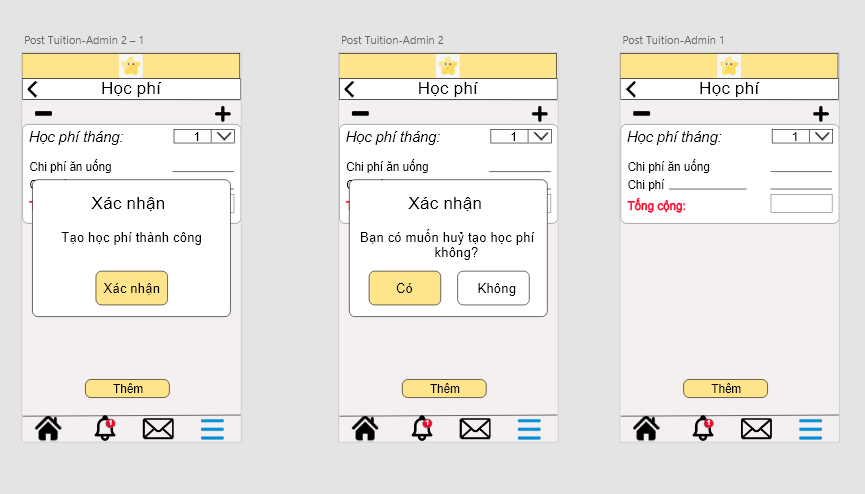 Post Tuition-Admin 2 – 1
Học phí
Học phí tháng:
1
Chi phí ăn uống
Xác nhận
Tạo học phí thành công
Xác nhận
Thêm
1
Post Tuition-Admin 2
Học phí
Học phí tháng:
1
Chi phí ăn uống
Xác nhận
Bạn có muốn huỷ tạo học phí
không?
Có
Không
Thêm
1
Post Tuition-Admin 1
Học phí
Học phí tháng:
1
Chi phí ăn uống
Chi phí
Tổng cộng:
Thêm
1